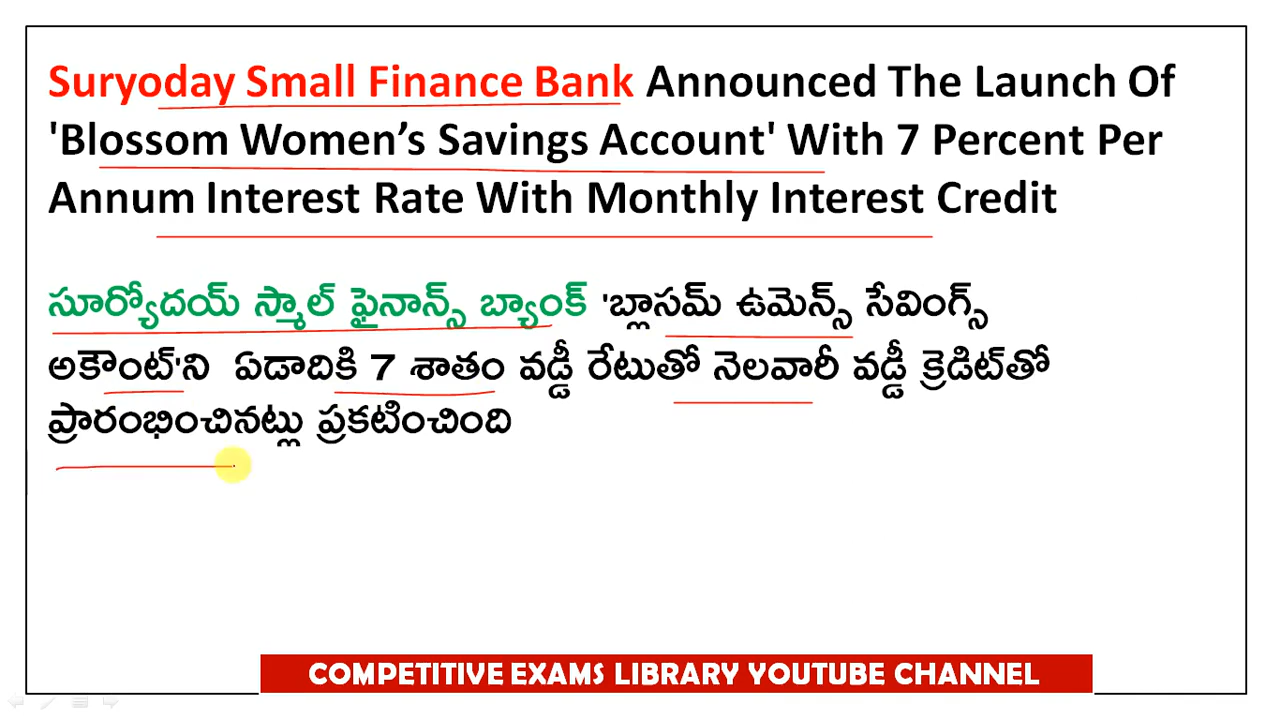 Suryoday Small Finance Bank Announced The Launch Of
'Blossom Women’s Savings Account' With 7 Percent Per
Annum Interest Rate With Monthly Interest Credit
సూర్యోదయ్ స్మాల్ ఫైనాన్స్ బ్యాంక్ 'బ్లాసమ్ ఉమెన్స్ సేవింగ్స్
అకౌంట్'ని ఏడాదికి 7 శాతం వడ్డీ రేటుతో నెలవారీ వడ్డీ క్రెడిట్‌తో
ప్రారంభించినట్లు ప్రకటించింది
COMPETITIVE EXAMS LIBRARY YOUTUBE CHANNEL